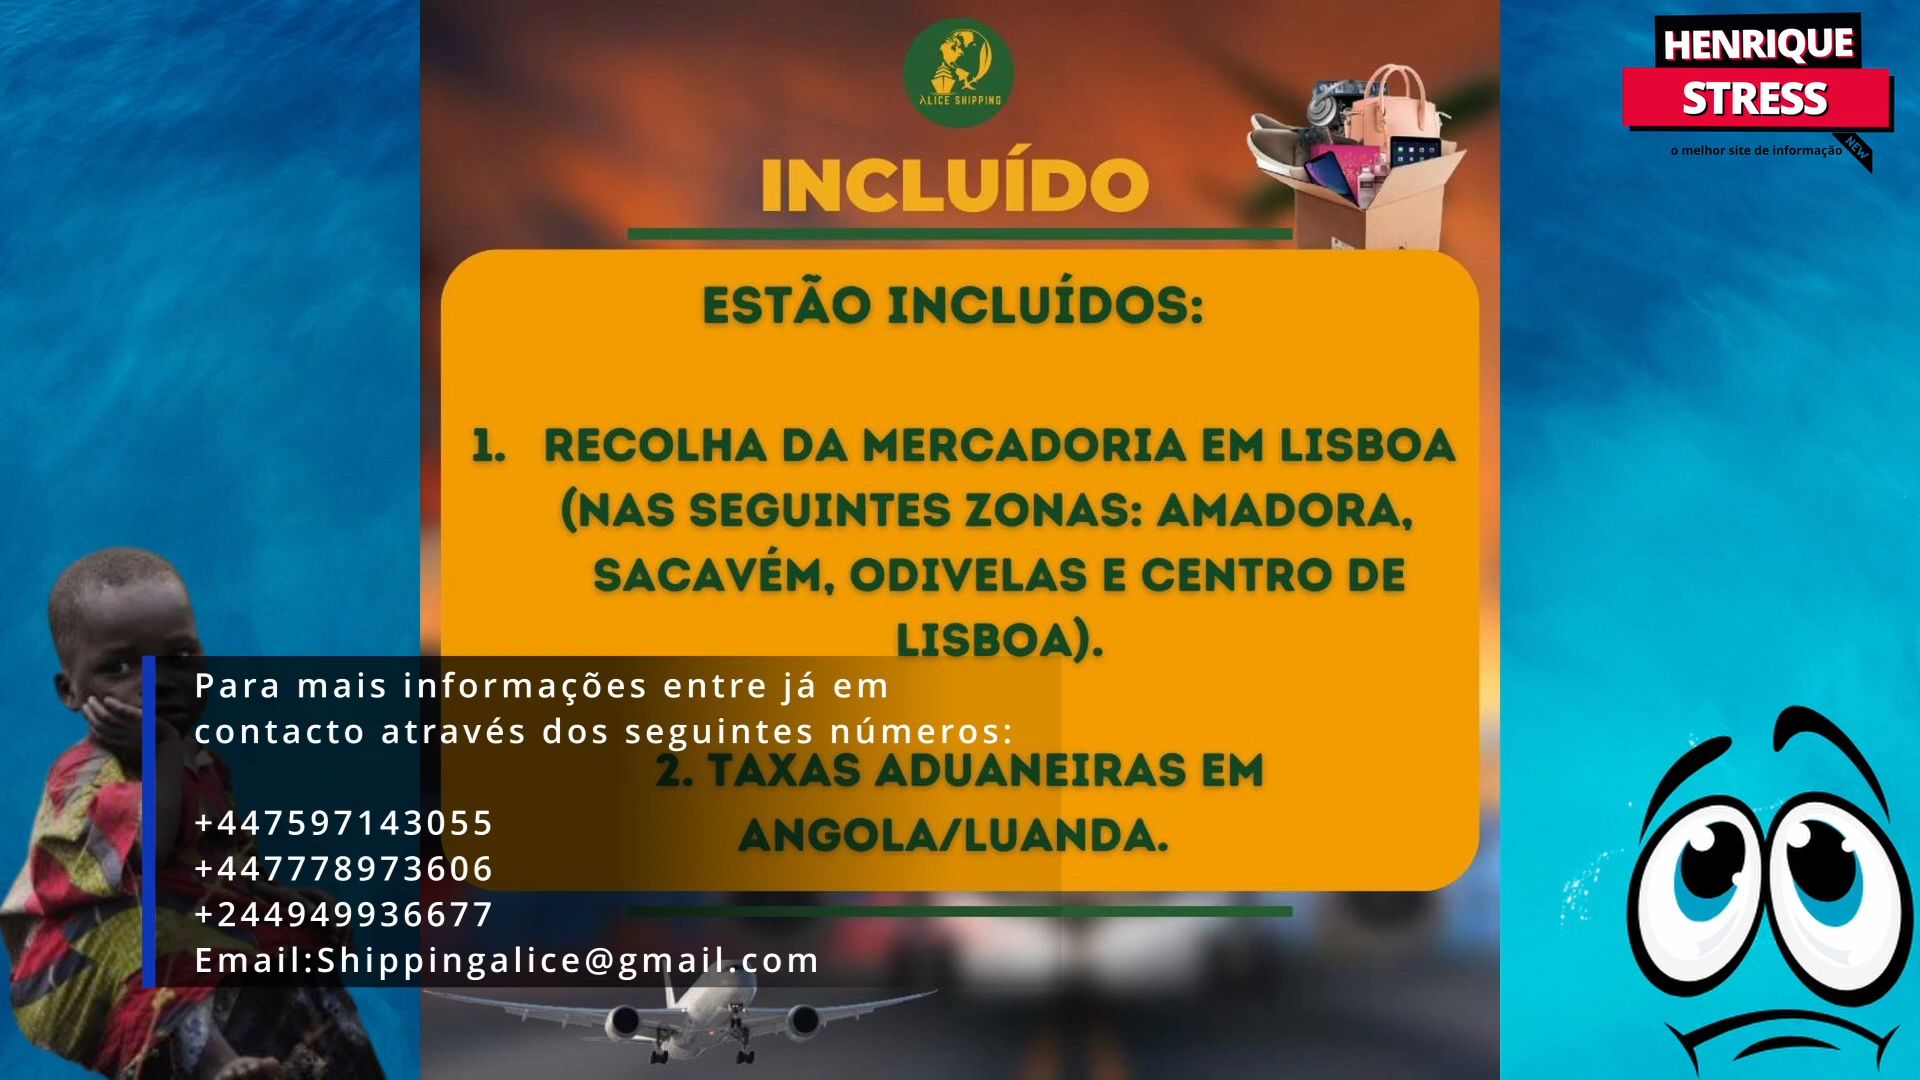 HENRIQUE
STRESS
NEW
o melhor site de informação
ALICE SHIPPING
INCLUÍDO
ESTÃO INCLUÍDOS:
1. RECOLHA DA MERCADORIA EM LISBOA
(NAS SEGUINTES ZONAS: AMADORA,
SACAVÉM, ODIVELAS E CENTRO DE
LISBOA).
2. TAXAS ADUANEIRAS EM
ANGOLA/LUANDA.
Para mais informações entre já em
contacto através dos seguintes números:
+447597143055
+447778973606
+244949936677
Email:Shippingalice@gmail.com